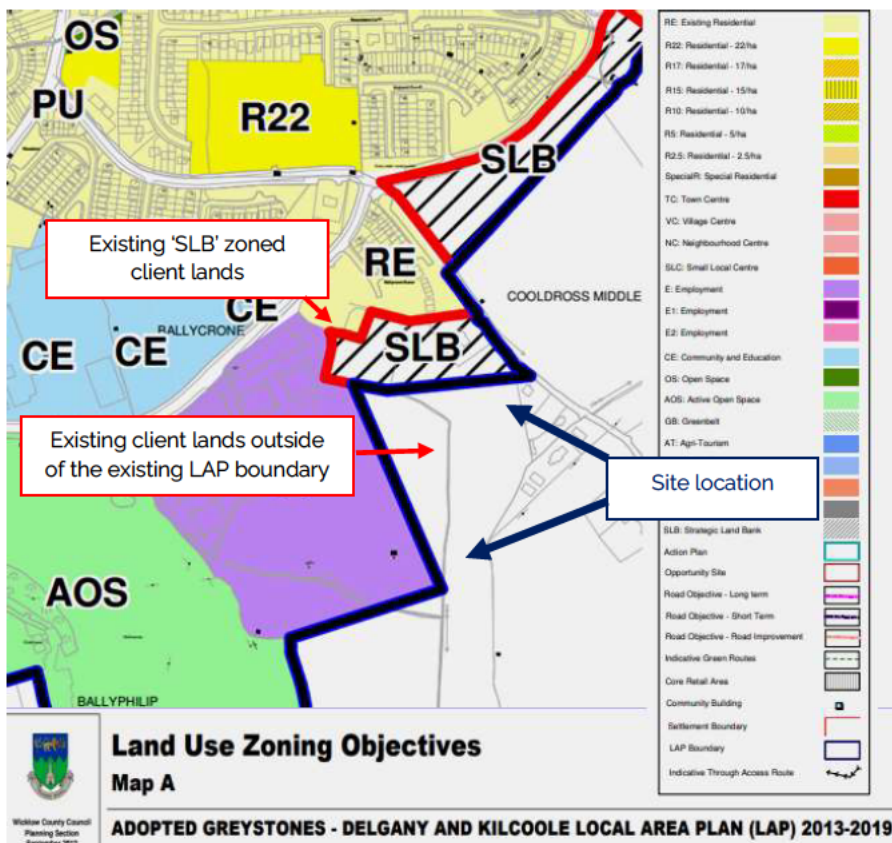 OS
PU
R22
SLB
Existing ‘SLB’ zoned
client lands
RE
COOLDROSS MIDDLE
CE
BALLYCRONE
CE
CE
SLB
Existing client lands outside
of the existing LAP boundary
Site location
AOS
BALLYPHILIP
RE: Existing Residential
R22: Residential - 22/ha
R17: Residential - 17/ha
R15: Residential - 15/ha
R10: Residential - 10/ha
R5: Residential - 5/ha
R2.5: Residential - 2.5/ha
SpecialR: Special Residential
TC: Town Centre
VC: Village Centre
NC: Neighbourhood Centre
SLC: Small Local Centre
E: Employment
E1: Employment
E2: Employment
CE: Community and Education
OS: Open Space
AOS: Active Open Space
GB: Greenbelt
AT: Agri-Tourism
SLB: Strategic Land Bank
Action Plan
Opportunity Site
Road Objective - Long term
Road Objective - Short Term
Road Objective - Road Improvement
Indicative Green Routes
Core Retail Area
Community Building
Settlement Boundary
LAP Boundary
Indicative Through Access Route
Land Use Zoning Objectives
Map A
Wicklow County Council
Planning Section
ADOPTED GREYSTONES - DELGANY AND KILCOOLE LOCAL AREA PLAN (LAP) 2013-2019